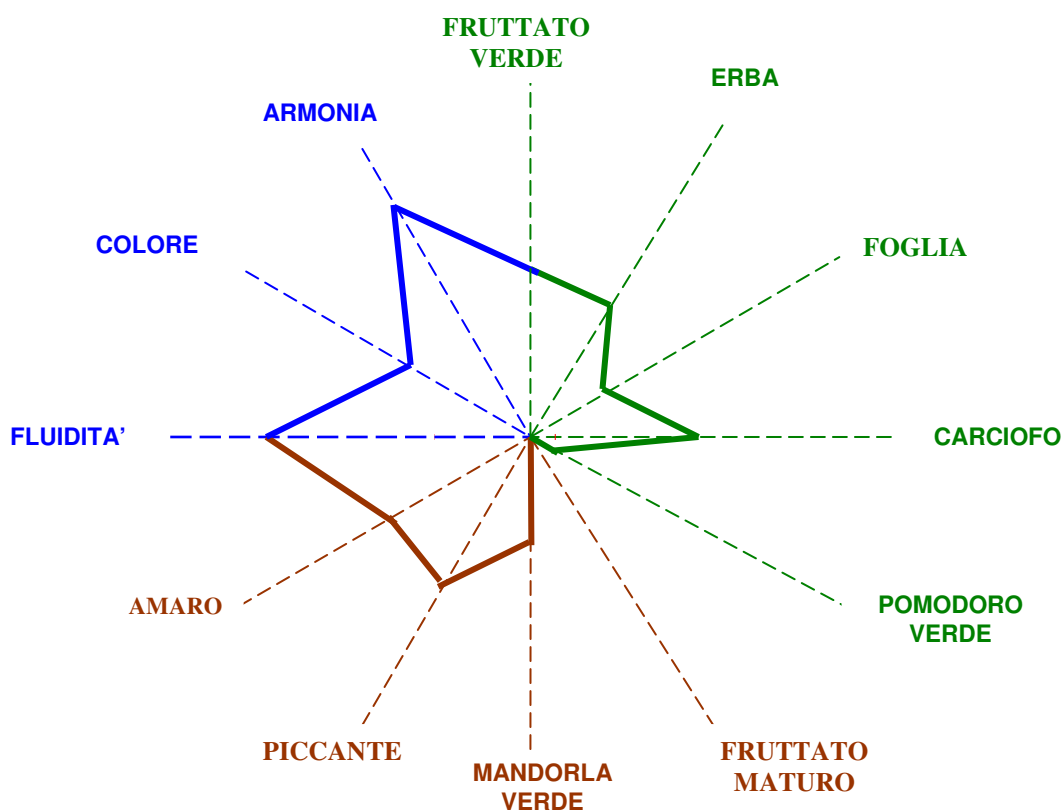 FRUTTATO
VERDE
ERBA
ARMONIA
COLORE
FOGLIA
FLUIDITA’
CARCIOFO
AMARO
POMODORO
VERDE
PICCANTE
MANDORLA
VERDE
FRUTTATO
MATURO